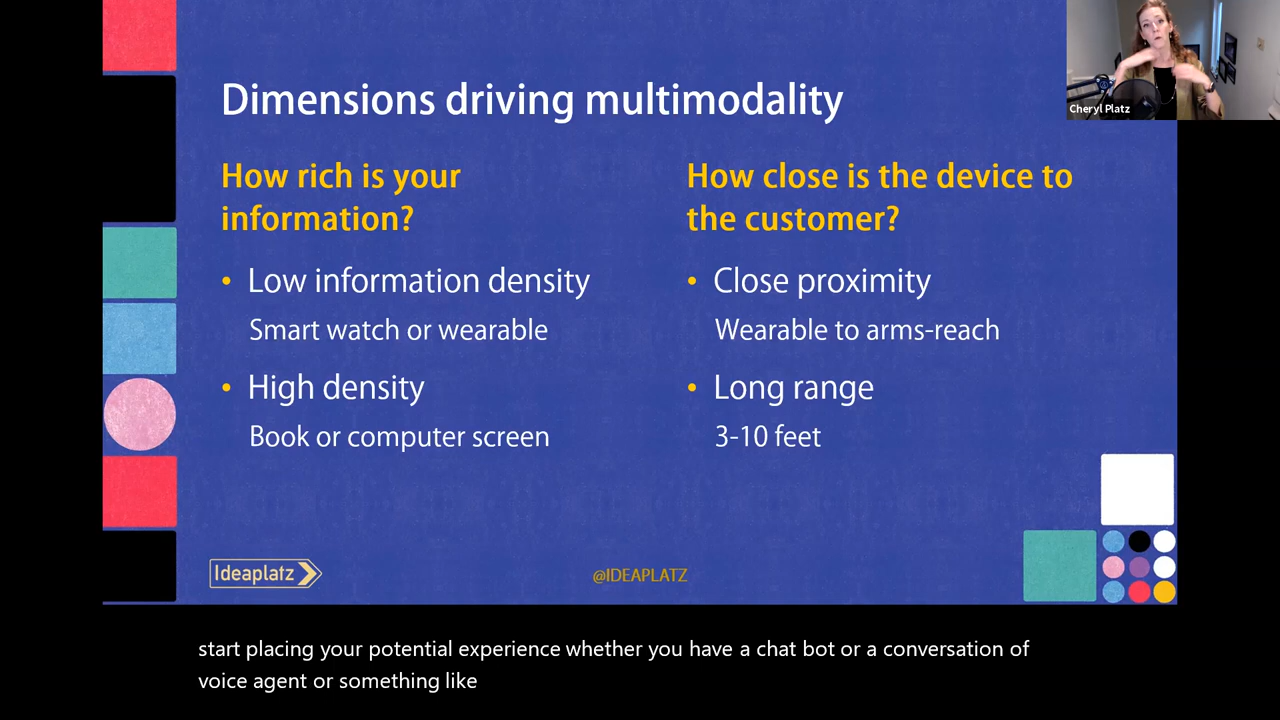 Dimensions driving multimodality
Cheryl Platz
How rich is your
information?
• Low information density
Smart watch or wearable
• High density
Book or computer screen
How close is the device to
the customer?
• Close proximity
Wearable to arms-reach
• Long range
3-10 feet
Ideaplatz
@IDEAPLATZ
start placing your potential experience whether you have a chat bot or a conversation of
voice agent or something like